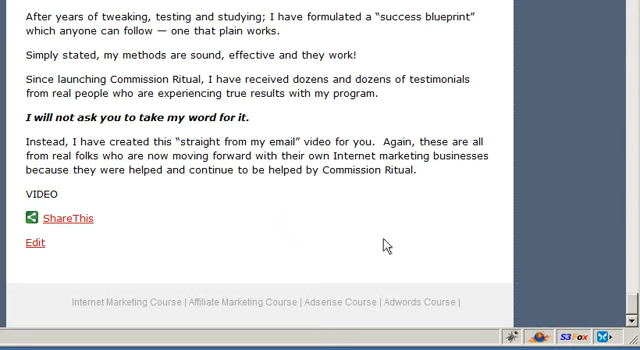 After years of tweaking, testing and studying; I have formulated a “success blueprint”
which anyone can follow — one that plain works.
Simply stated, my methods are sound, effective and they work!
Since launching Commission Ritual, I have received dozens and dozens of testimonials
from real people who are experiencing true results with my program.
I will not ask you to take my word for it.
Instead, I have created this “straight from my email” video for you.  Again, these are all
from real folks who are now moving forward with their own Internet marketing businesses
because they were helped and continue to be helped by Commission Ritual.
VIDEO
ShareThis
Edit
Internet Marketing Course | Affiliate Marketing Course | Adsense Course | Adwords Course |
S3Fox